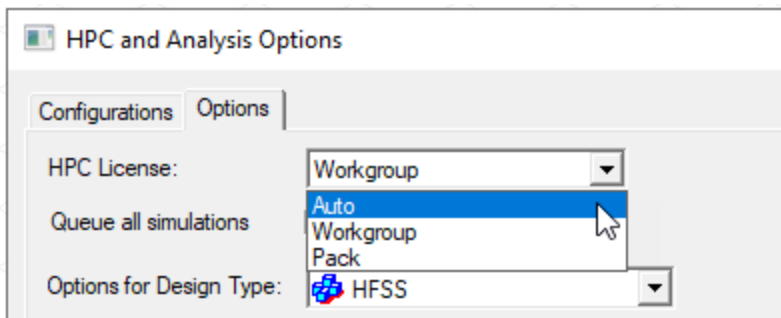 HPC and Analysis Options
Configurations Options
HPC License: Workgroup
Auto
Queue all simulations
Workgroup
Pack
Options for Design Type: HFSS